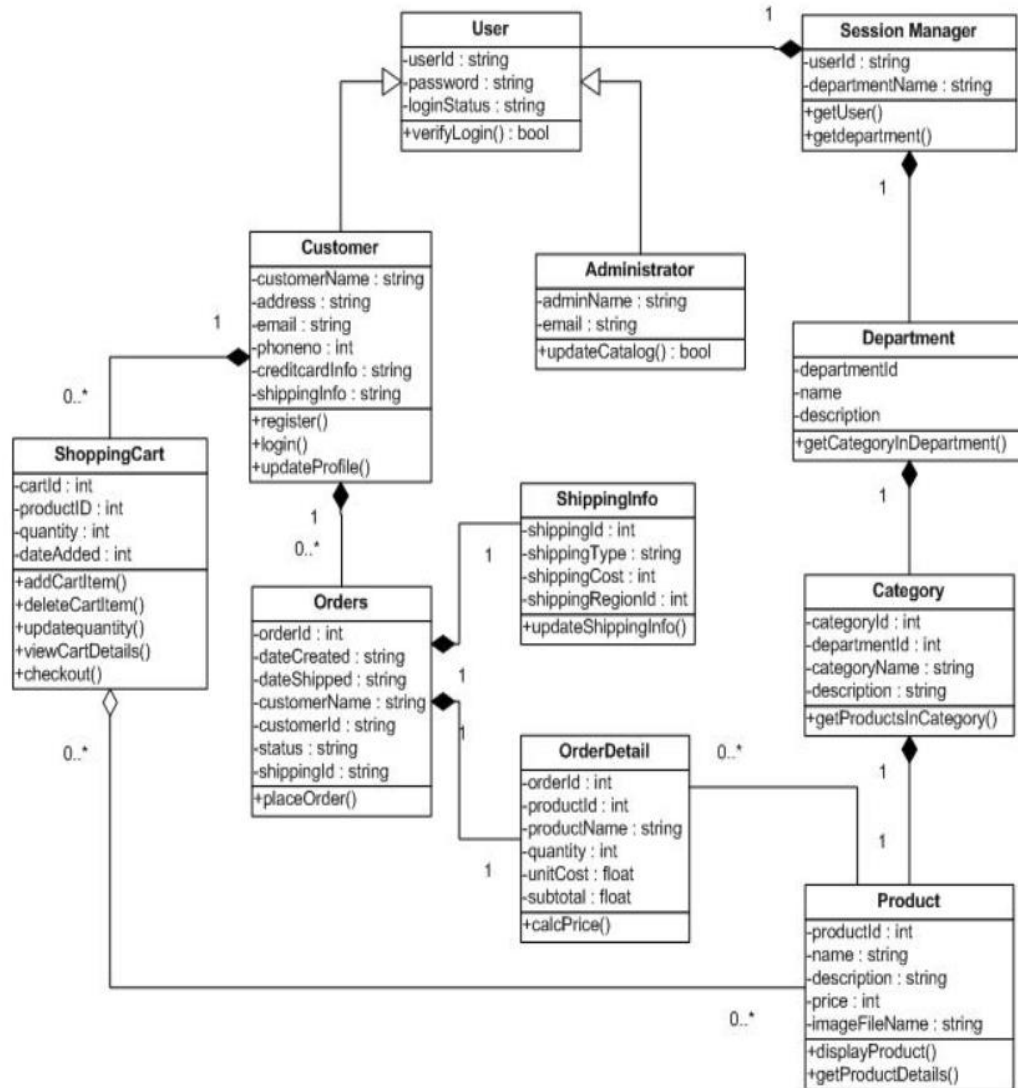 User
-userId : string
-password : string
-loginStatus : string
+verifyLogin() : bool
1
Session Manager
-userId : string
-departmentName : string
+getUser()
+getdepartment()
1
Customer
-customerName : string
-address : string
-email : string
-phoneno : int
-creditcardInfo : string
-shippingInfo : string
+register()
+login()
+updateProfile()
Administrator
-adminName : string
-email : string
+updateCatalog() : bool
1
0..*
Department
-departmentId
-name
-description
+getCategoryInDepartment()
1
ShoppingCart
-cartId : int
-productID : int
-quantity : int
-dateAdded : int
+addCartItem()
+deleteCartItem()
+updatequantity()
+viewCartDetails()
+checkout()
0..*
1
0..*
ShippingInfo
-shippingId : int
-shippingType : string
-shippingCost : int
-shippingRegionId : int
+updateShippingInfo()
1
Orders
-orderId : int
-dateCreated : string
-dateShipped : string
-customerName : string
-customerId : string
-status : string
-shippingId : string
+placeOrder()
1
1
Category
-categoryId : int
-departmentId : int
-categoryName : string
-description : string
+getProductsInCategory()
1
OrderDetail
-orderId : int
-productId : int
-productName : string
-quantity : int
-unitCost : float
-subtotal : float
+calcPrice()
0..*
1
1
Product
-productId : int
-name : string
-description : string
-price : int
-imageFileName : string
+displayProduct()
+getProductDetails()
0..*